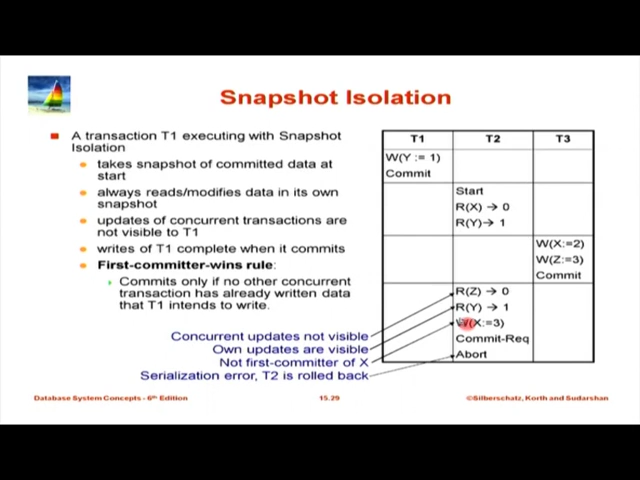 Snapshot Isolation
A transaction T1 executing with Snapshot
Isolation
takes snapshot of committed data at
start
always reads/modifies data in its own
snapshot
updates of concurrent transactions are
not visible to T1
writes of T1 complete when it commits
First-committer-wins rule:
Commits only if no other concurrent
transaction has already written data
that T1 intends to write.
Concurrent updates not visible
Own updates are visible
Not first-committer of X
Serialization error, T2 is rolled back
T1 T2 T3
W(Y := 1)
Commit
Start
R(X) → 0
R(Y)→ 1
W(X:=2)
W(Z:=3)
Commit
R(Z) → 0
R(Y) → 1
W(X:=3)
Commit-Req
Abort
Database System Concepts - 6th Edition 15.29 ©Silberschatz, Korth and Sudarshan